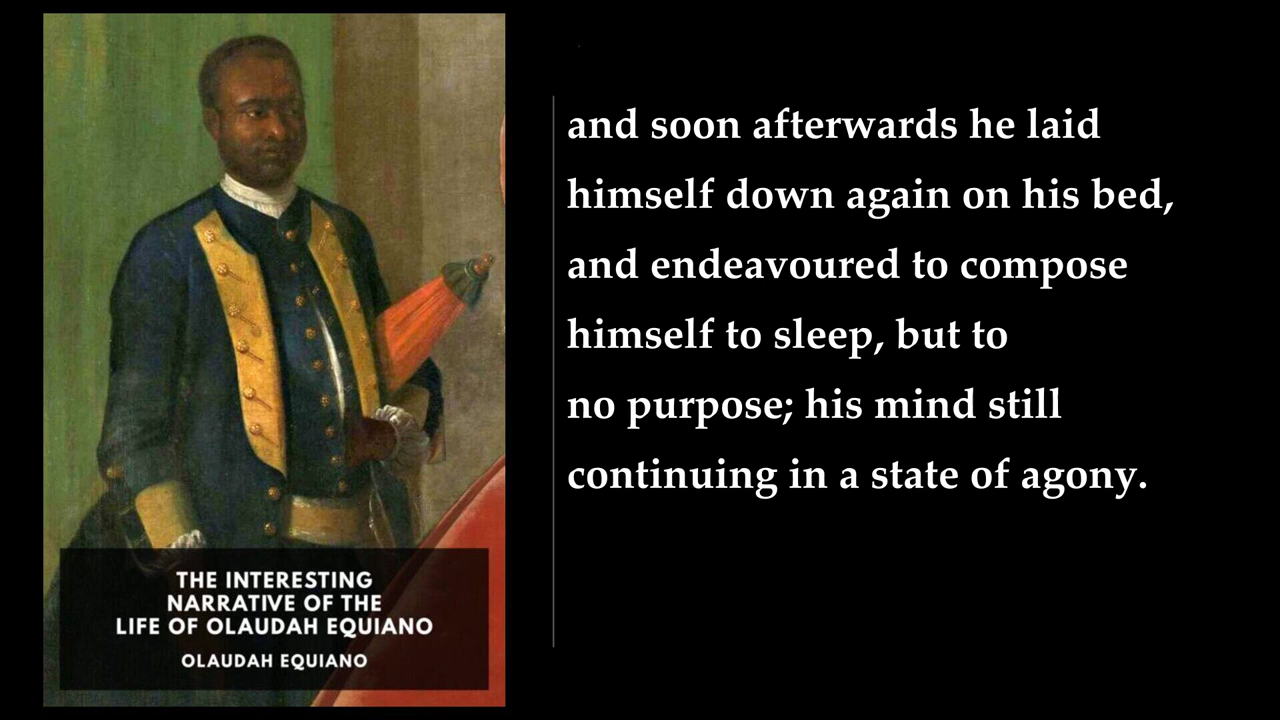 THE INTERESTING
NARRATIVE OF THE
LIFE OF OLAUDAH EQUIANO
OLAUDAH EQUIANO
and soon afterwards he laid
himself down again on his bed,
and endeavoured to compose
himself to sleep, but to
no purpose; his mind still
continuing in a state of agony.